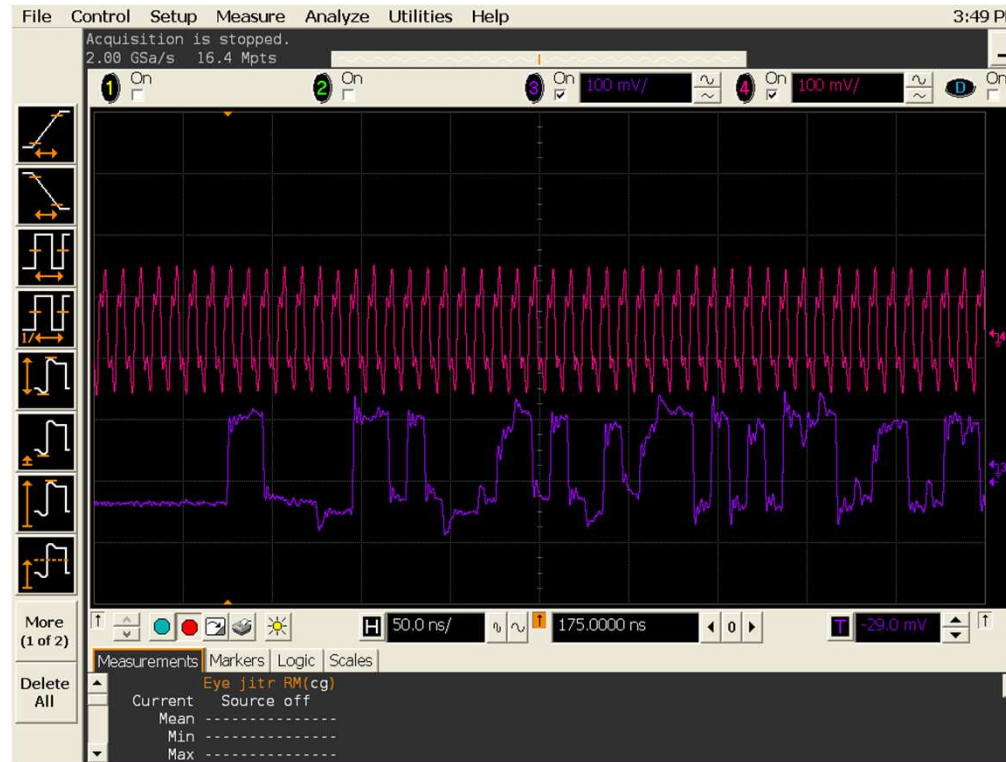 File Control Setup Measure Analyze Utilities Help 3:49 P
Acquisition is stopped.
2.00 GSa/s 16.4 Mpts
1 On 2 On 3 On 100 mV/ 4 On 100 mV/ D On
1/
4
3
More
(1 of 2)
Delete
All
H 50.0 ns/ 175.0000 ns 0 T -29.0 mV
Measurements Markers Logic Scales
Eye jitr RM(cg)
Current Source off
Mean ---------------
Min ---------------
Max ---------------